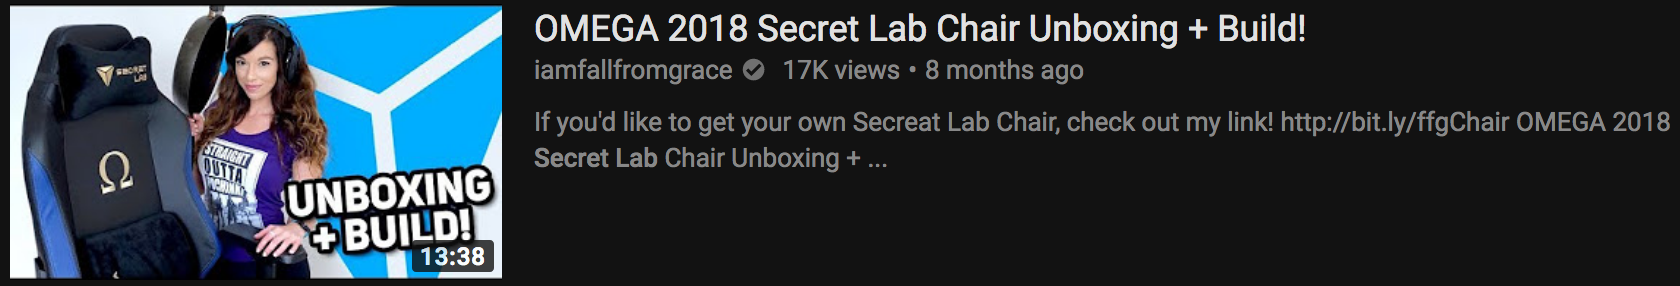 OMEGA 2018 Secret Lab Chair Unboxing + Build!
iamfallfromgrace 17K views • 8 months ago
If you'd like to get your own Secreat Lab Chair, check out my link! http://bit.ly/ffgChair OMEGA 2018
Secret Lab Chair Unboxing + ...
SECRET
LAB
Ω
STRAIGHT
OUTTA
UNBOXING
+ BUILD!
13:38